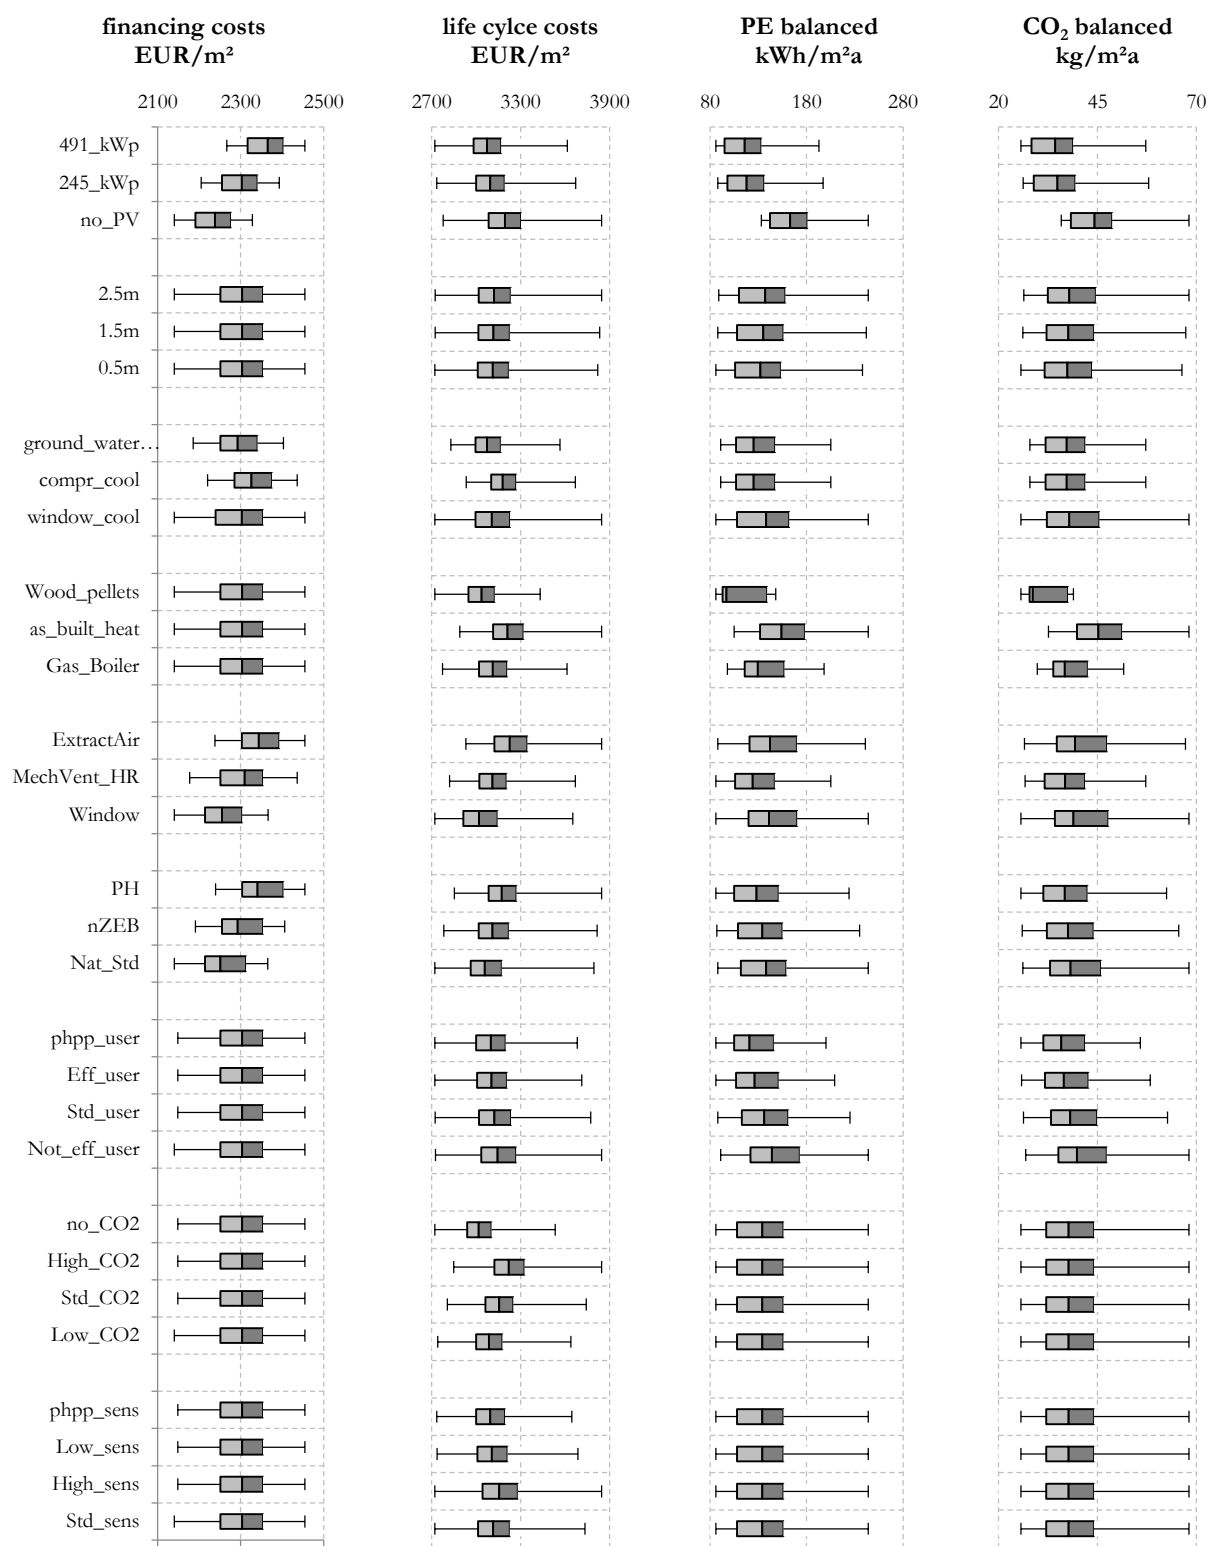 financing costs
EUR/m²
life cylce costs
EUR/m²
PE balanced
kWh/m²a
CO₂ balanced
kg/m²a
2100 2300 2500
2700 3300 3900
80 180 280
20 45 70
491_kWp
245_kWp
no_PV
2.5m
1.5m
0.5m
ground_water…
compr_cool
window_cool
Wood_pellets
as_built_heat
Gas_Boiler
ExtractAir
MechVent_HR
Window
PH
nZEB
Nat_Std
phpp_user
Eff_user
Std_user
Not_eff_user
no_CO2
High_CO2
Std_CO2
Low_CO2
phpp_sens
Low_sens
High_sens
Std_sens